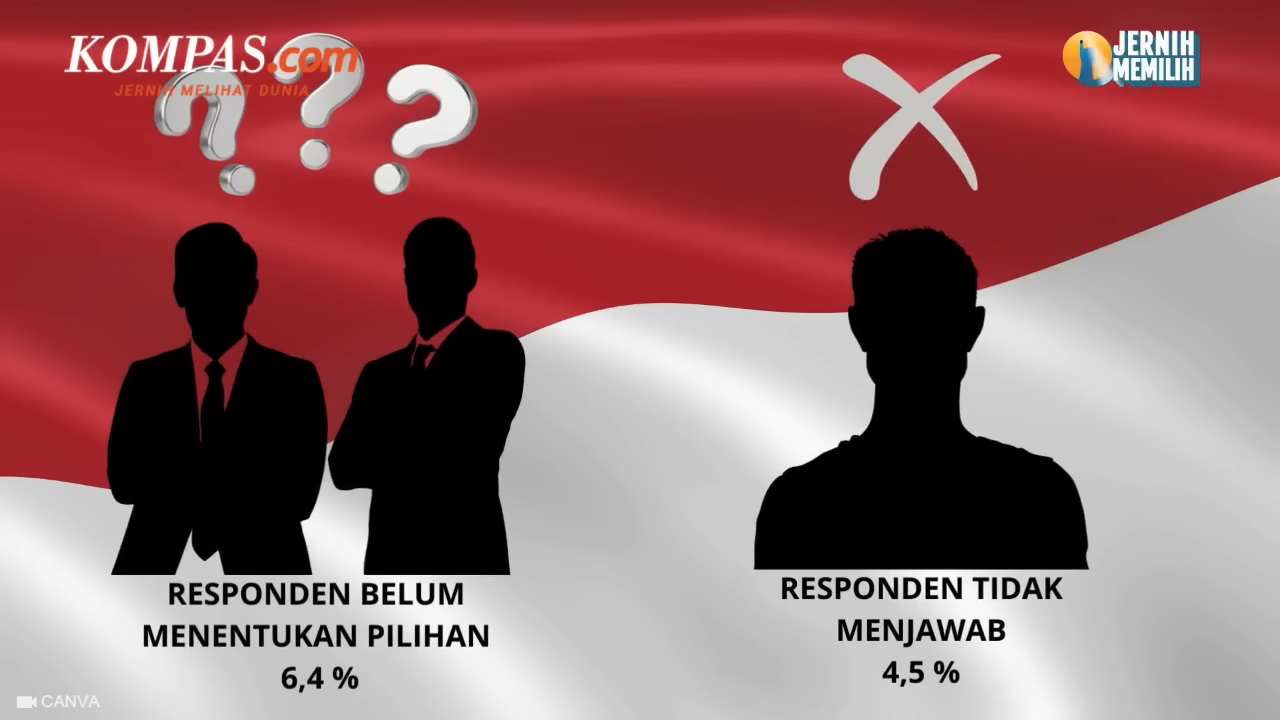 KOMPAS.com
JERNIH MELIHAT DUNIA
JERNIH
MEMILIH
RESPONDEN BELUM
MENENTUKAN PILIHAN
6,4 %
RESPONDEN TIDAK
MENJAWAB
4,5 %
CANVA